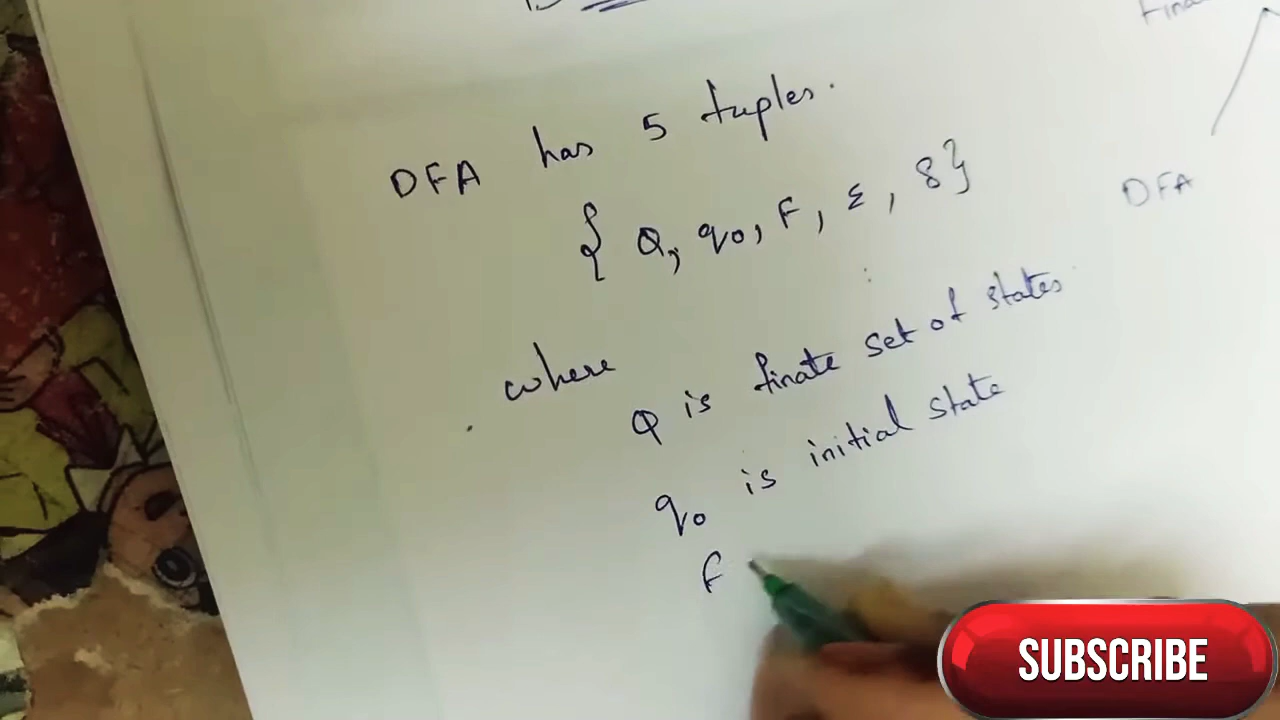 DFA has 5 tuples.
{ Q, q0, F, Σ, δ}
DFA
where
Q is finate set of states
q0 is initial state
F
SUBSCRIBE